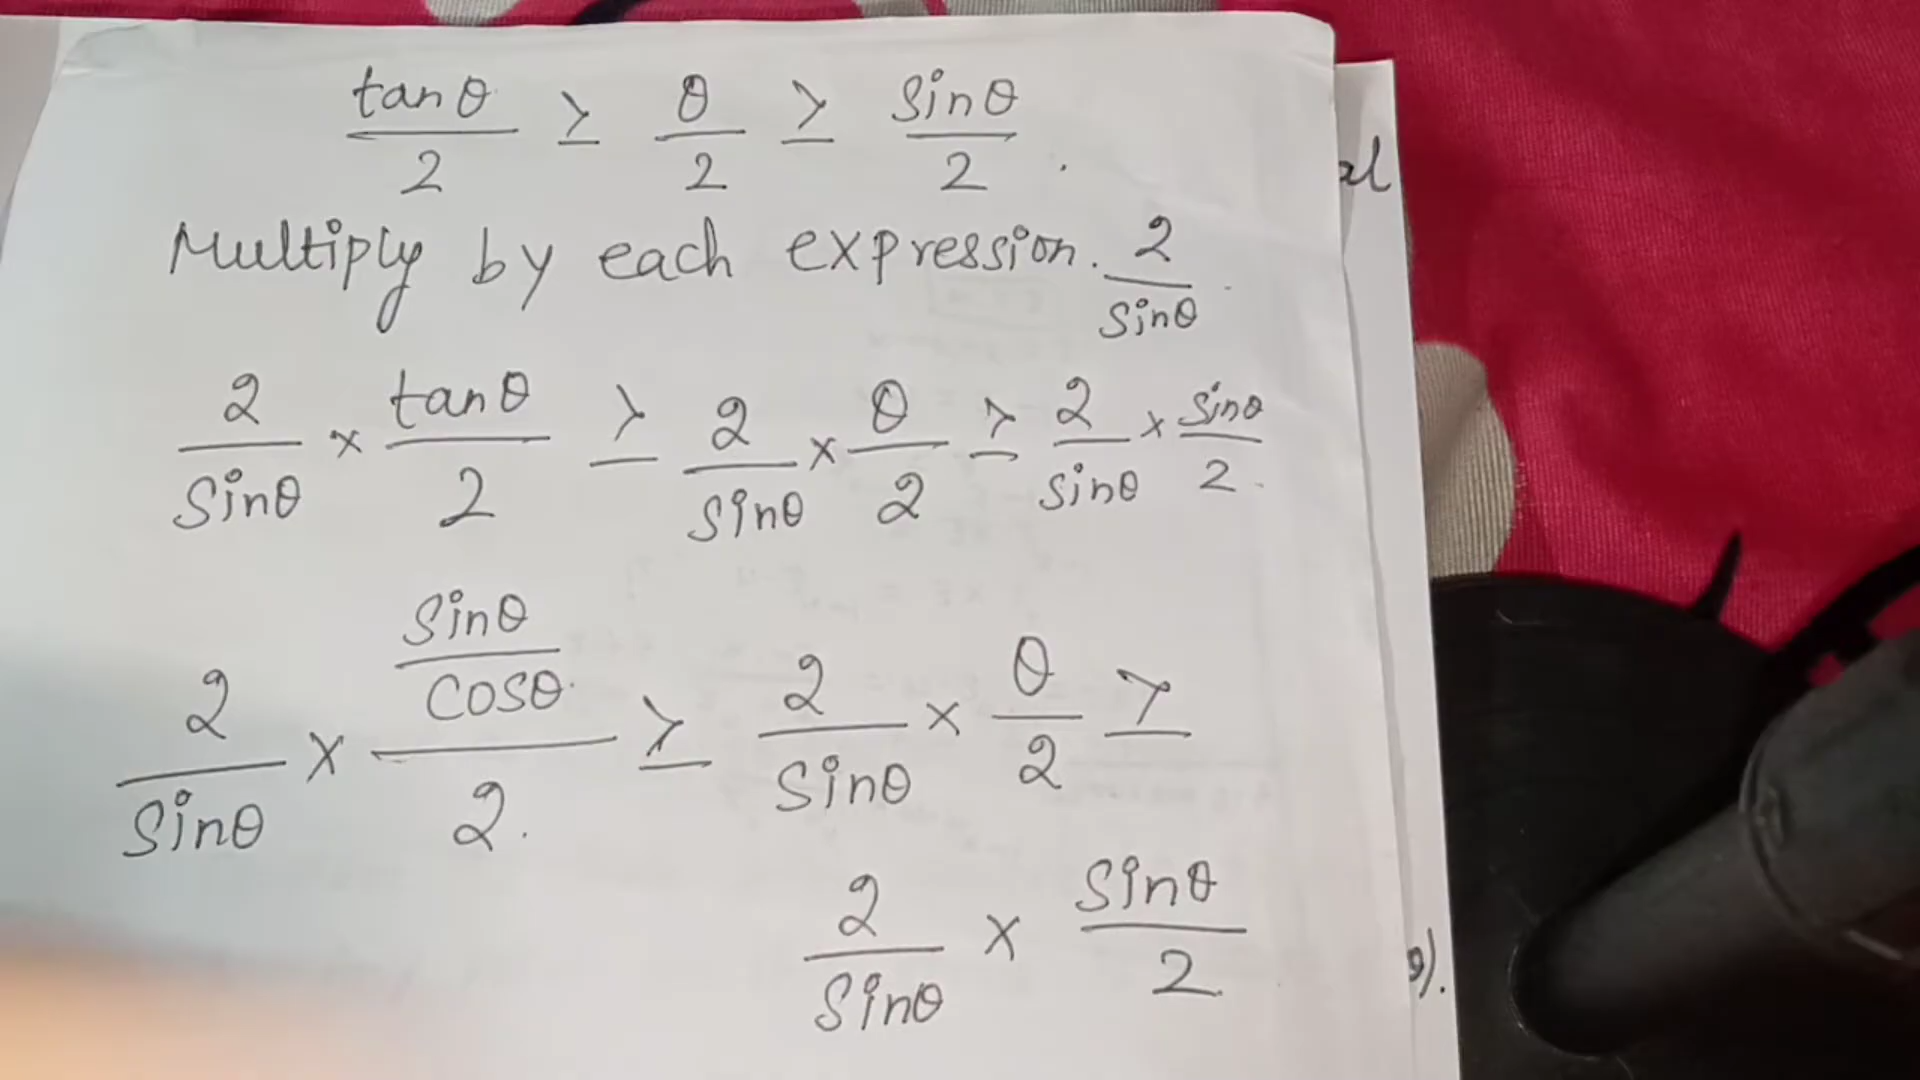 tanθ/2 ≥ θ/2 ≥ sinθ/2 .
Multiply by each expression. 2/sinθ .
2/sinθ × tanθ/2 ≥ 2/sinθ × θ/2 ≥ 2/sinθ × sinθ/2 .
2/sinθ × (sinθ/cosθ)/2 . ≥ 2/sinθ × θ/2 ≥
2/sinθ × sinθ/2
al